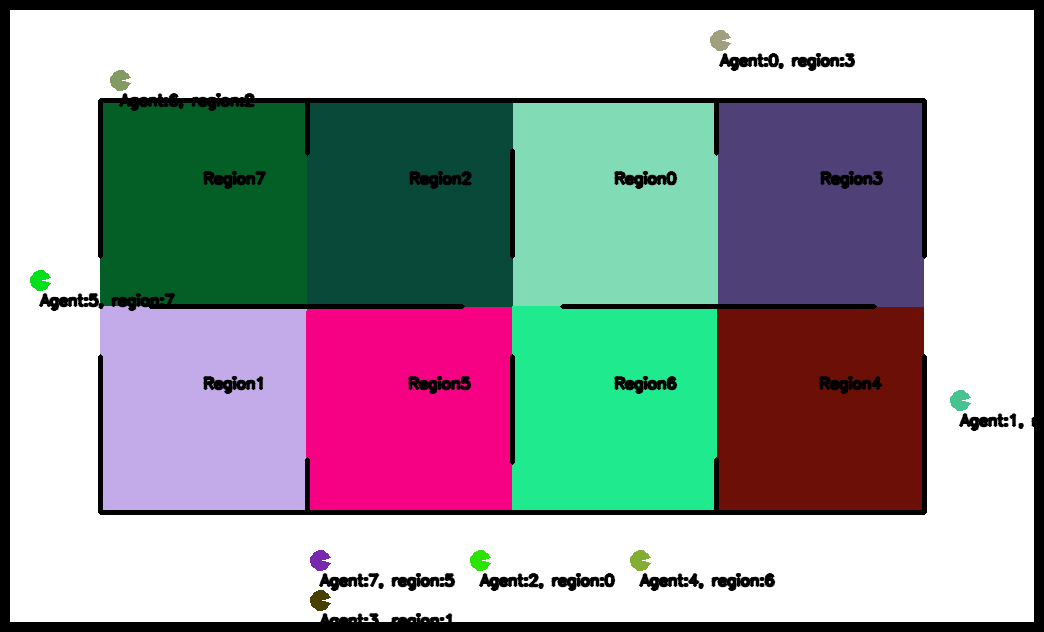 Agent:0, region:3
Agent:6, region:2
Region7
Region2
Region0
Region3
Agent:5, region:7
Region1
Region5
Region6
Region4
Agent:1,
Agent:7, region:5
Agent:2, region:0
Agent:4, region:6
Agent:3, region:1